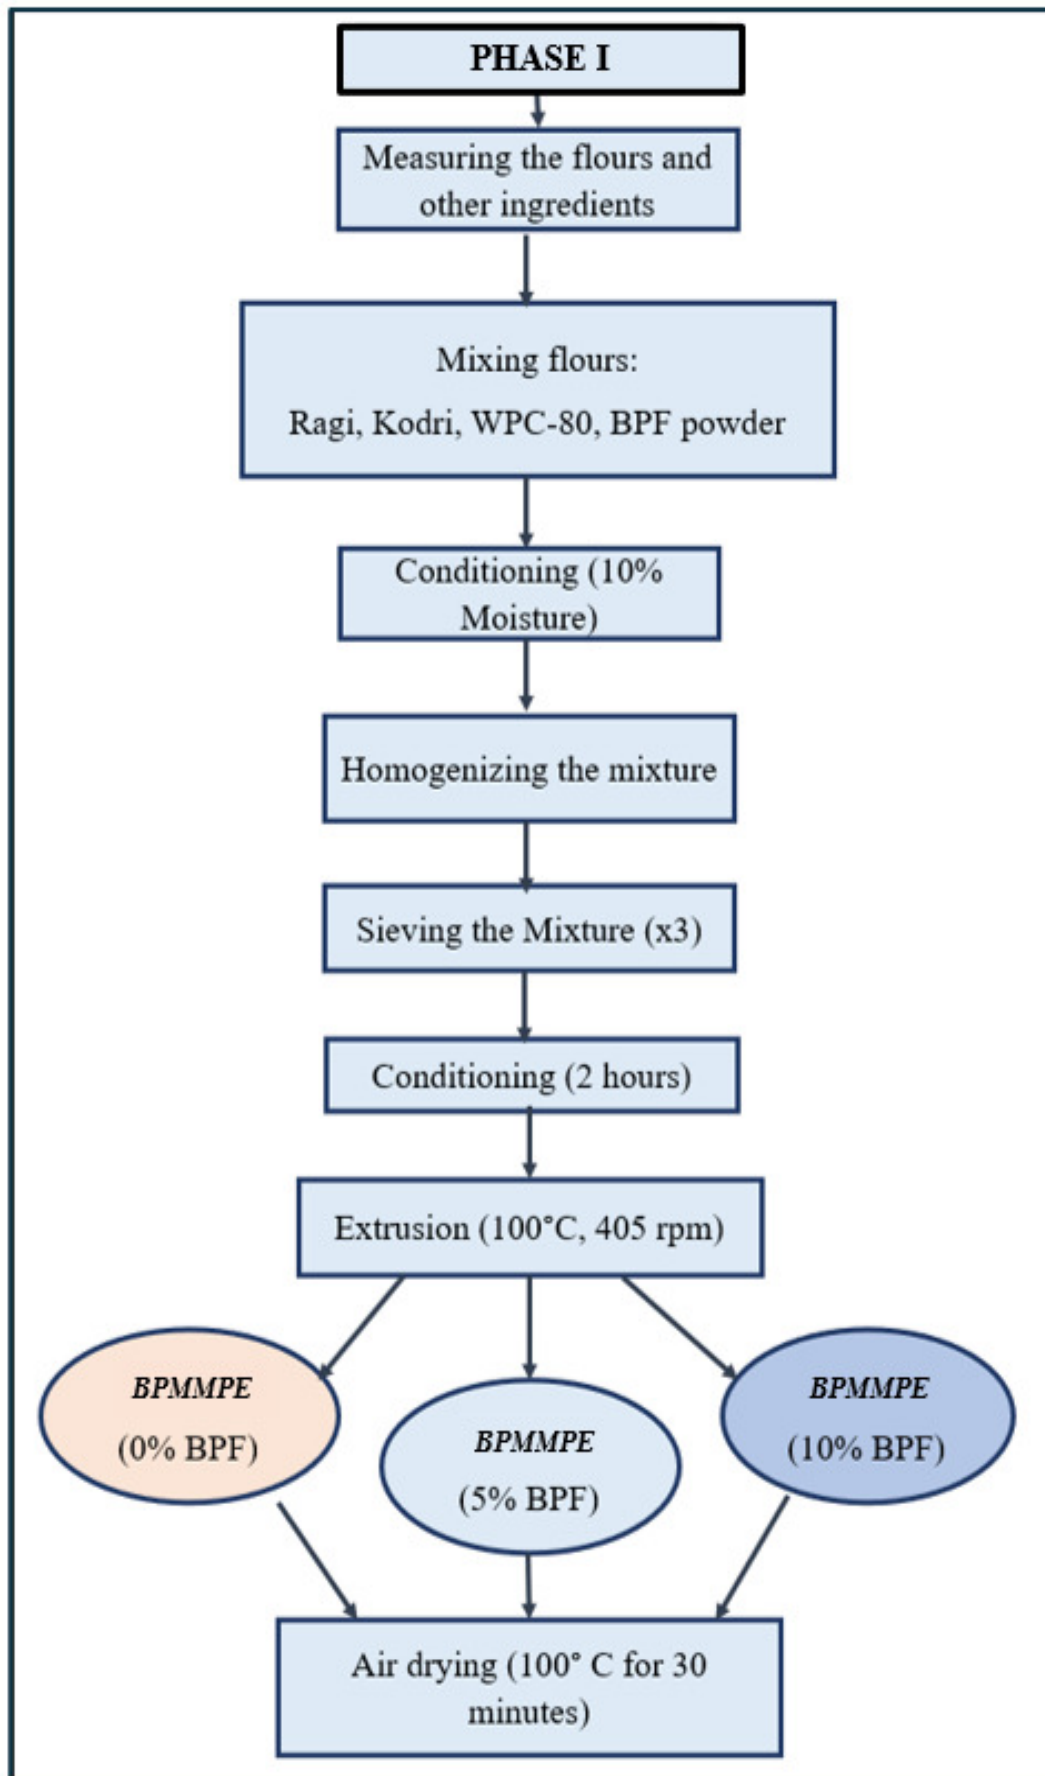 PHASE I
Measuring the flours and
other ingredients
Mixing flours:
Ragi, Kodri, WPC-80, BPF powder
Conditioning (10%
Moisture)
Homogenizing the mixture
Sieving the Mixture (x3)
Conditioning (2 hours)
Extrusion (100°C, 405 rpm)
BPMMPE
(0% BPF)
BPMMPE
(5% BPF)
BPMMPE
(10% BPF)
Air drying (100° C for 30
minutes)